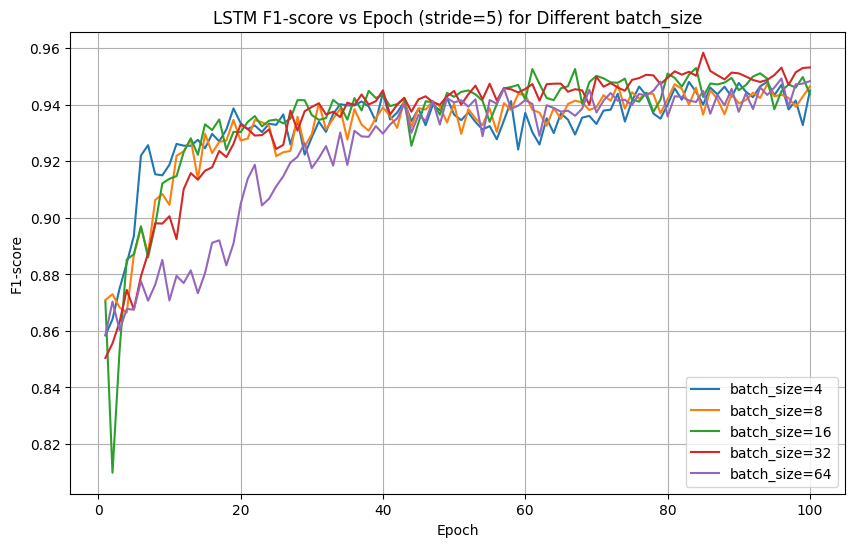 LSTM F1-score vs Epoch (stride=5) for Different batch_size
0.96
0.94
0.92
0.90
0.88
0.86
0.84
0.82
F1-score
batch_size=4
batch_size=8
batch_size=16
batch_size=32
batch_size=64
0 20 40 60 80 100
Epoch